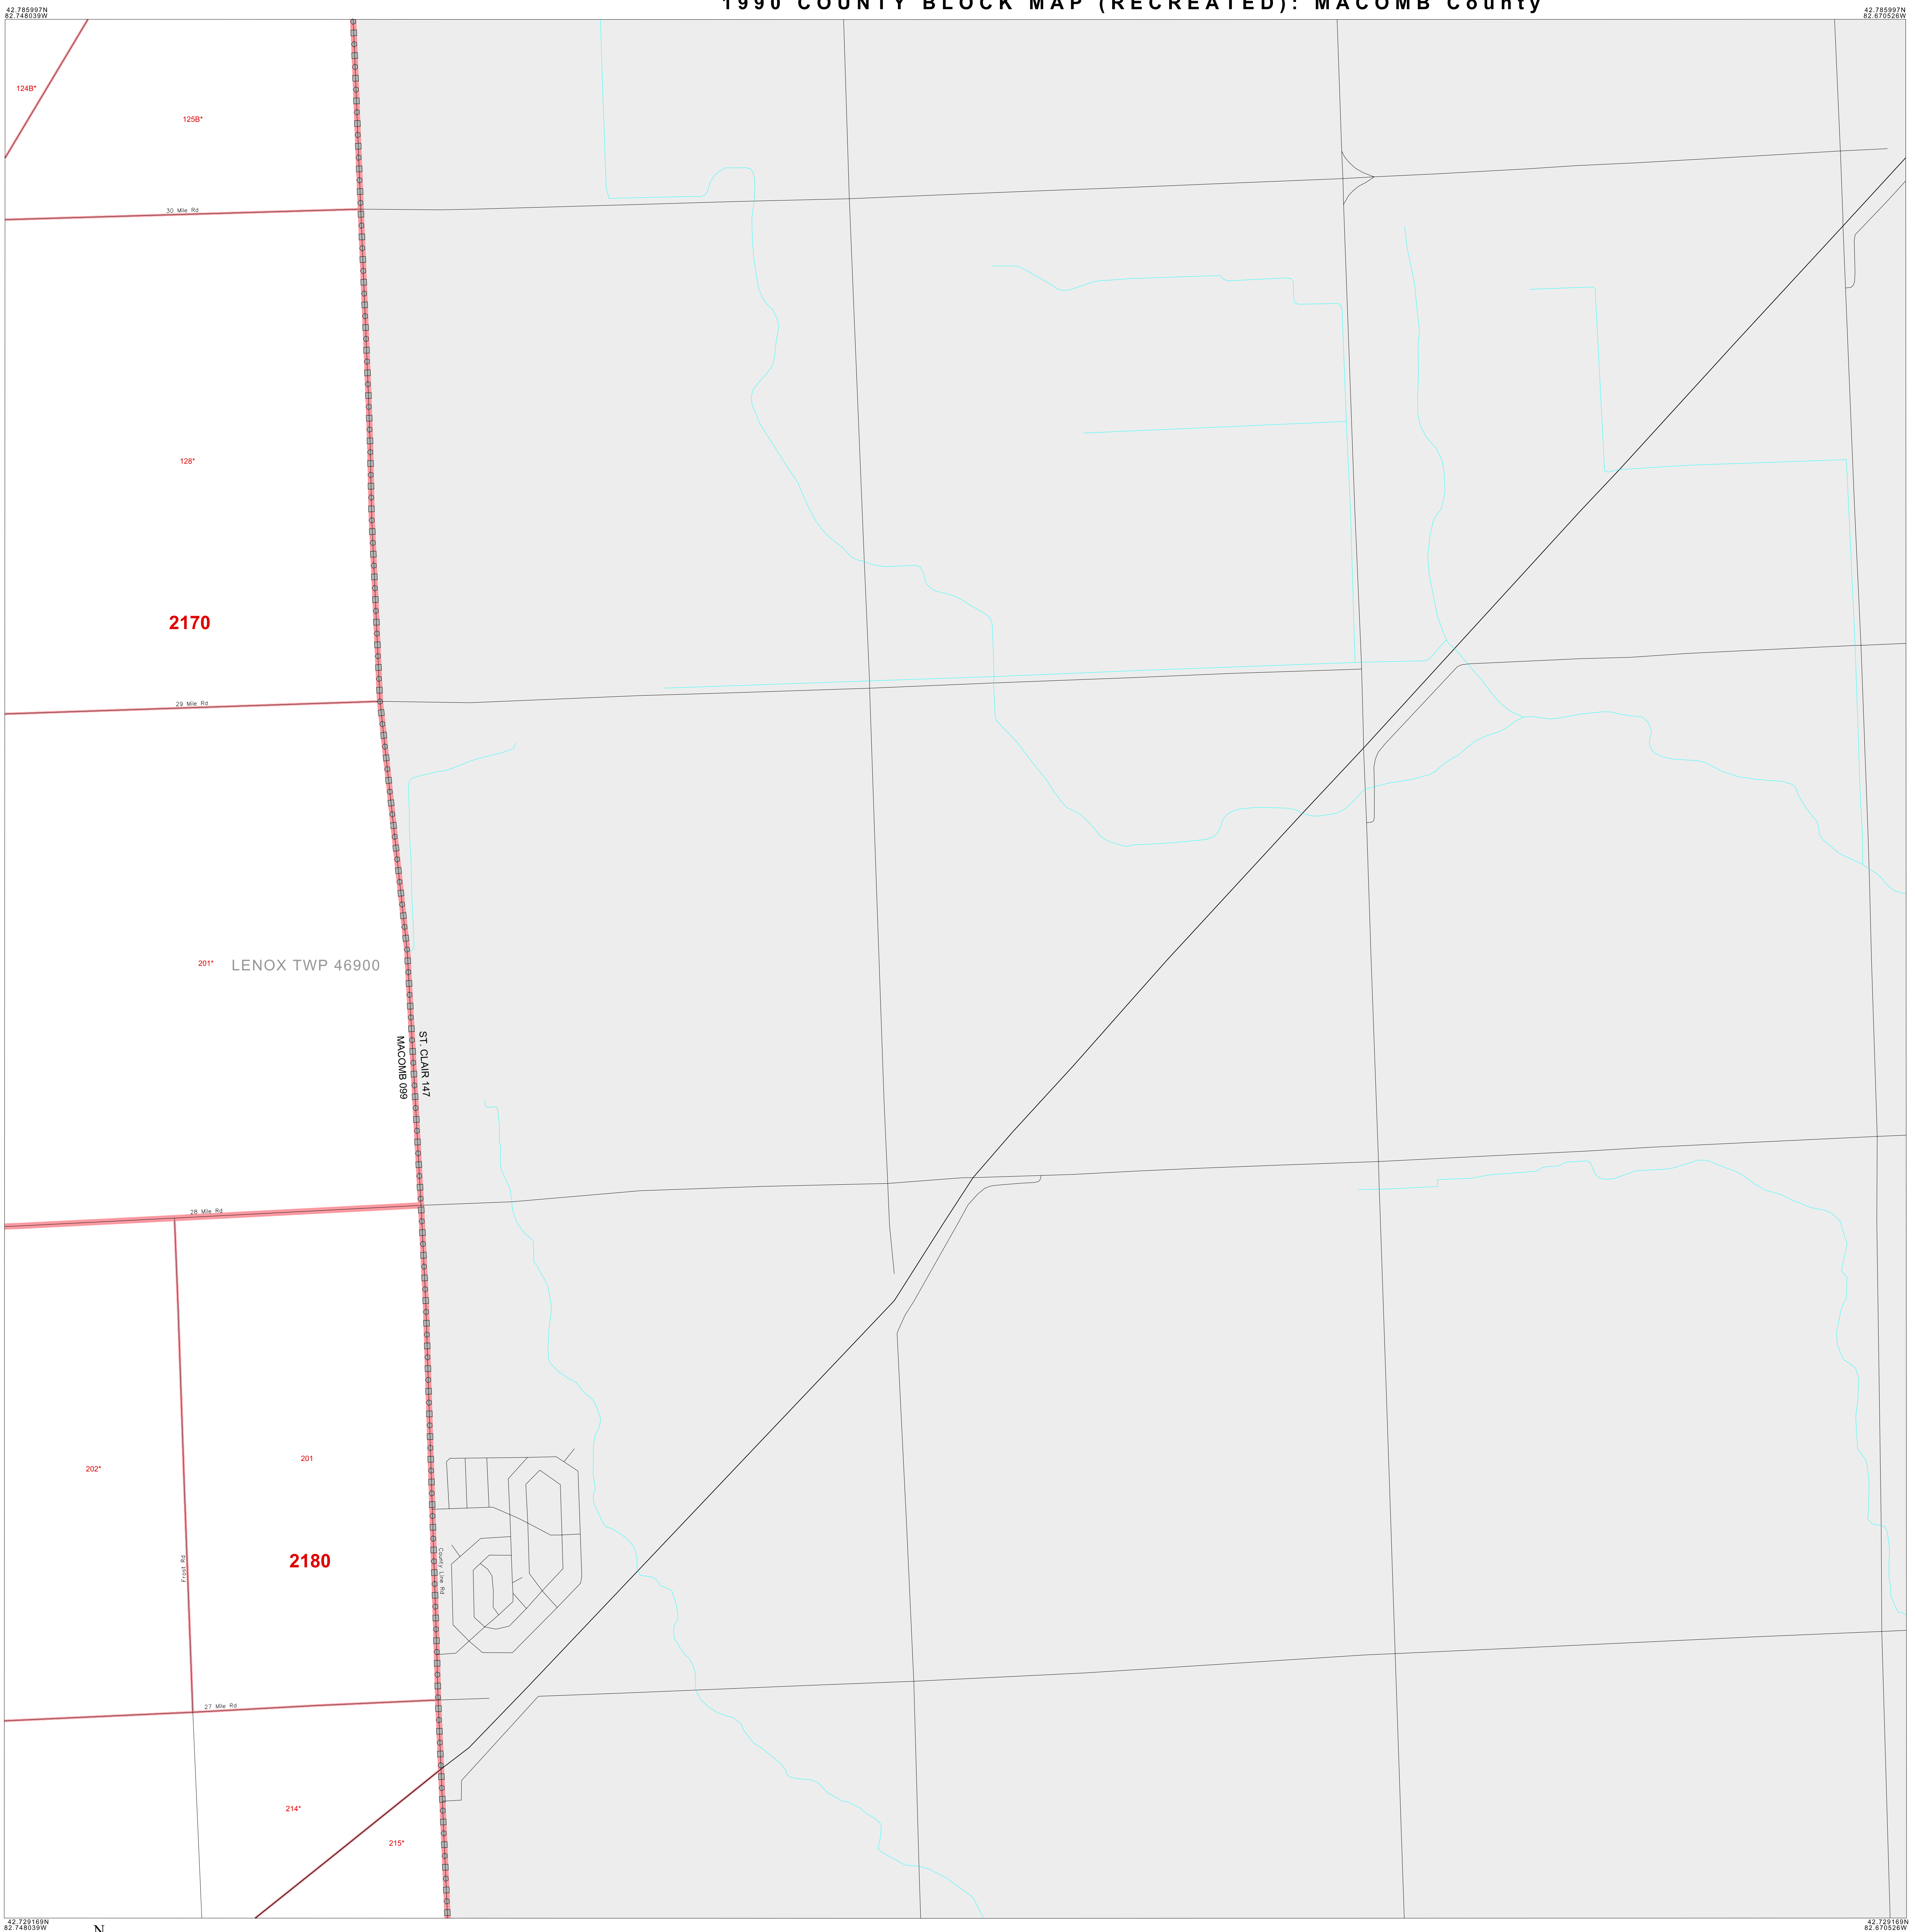 1990 COUNTY BLOCK MAP (RECREATED): MACOMB County
42.785997N
82.748039W
42.785997N
82.670526W
124B*
125B*
30 Mile Rd
128*
2170
29 Mile Rd
201*
LENOX TWP 46900
ST. CLAIR 147
MACOMB 099
28 Mile Rd
202*
201
Frost Rd
2180
County Line Rd
27 Mile Rd
214*
215*
42.729169N
82.748039W
N
42.729169N
82.670526W